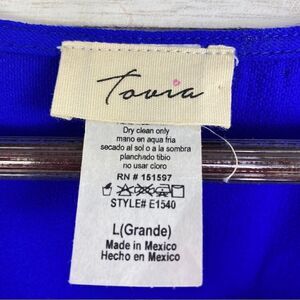 Tovia
Dry clean only
mano en agua fria
secado al sol o a la sombra
planchado tibio
no usar cloro
RN # 151597
STYLE# E1540
L(Grande)
Made in Mexico
Hecho en Mexico